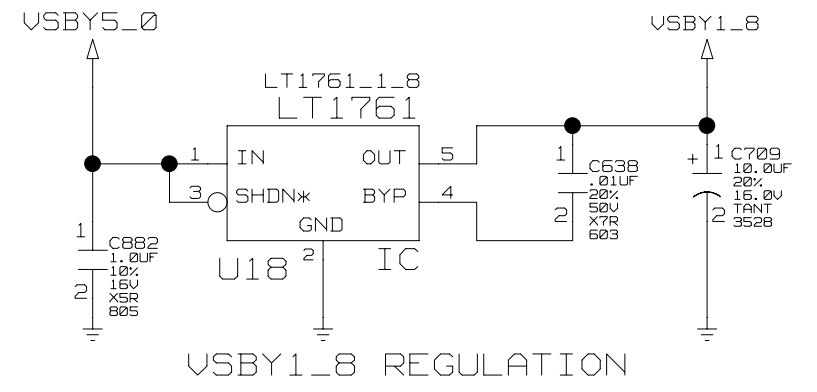 VSBY5_0
VSBY1_8
LT1761_1_8
LT1761
1
IN
OUT
5
3
SHDN*
BYP
4
GND
2
U18
IC
1
C882
1.0UF
10%
16V
X5R
805
2
1
C638
.01UF
20%
50V
X7R
603
2
+
1
C709
10.0UF
20%
16.0V
TANT
3528
2
VSBY1_8 REGULATION